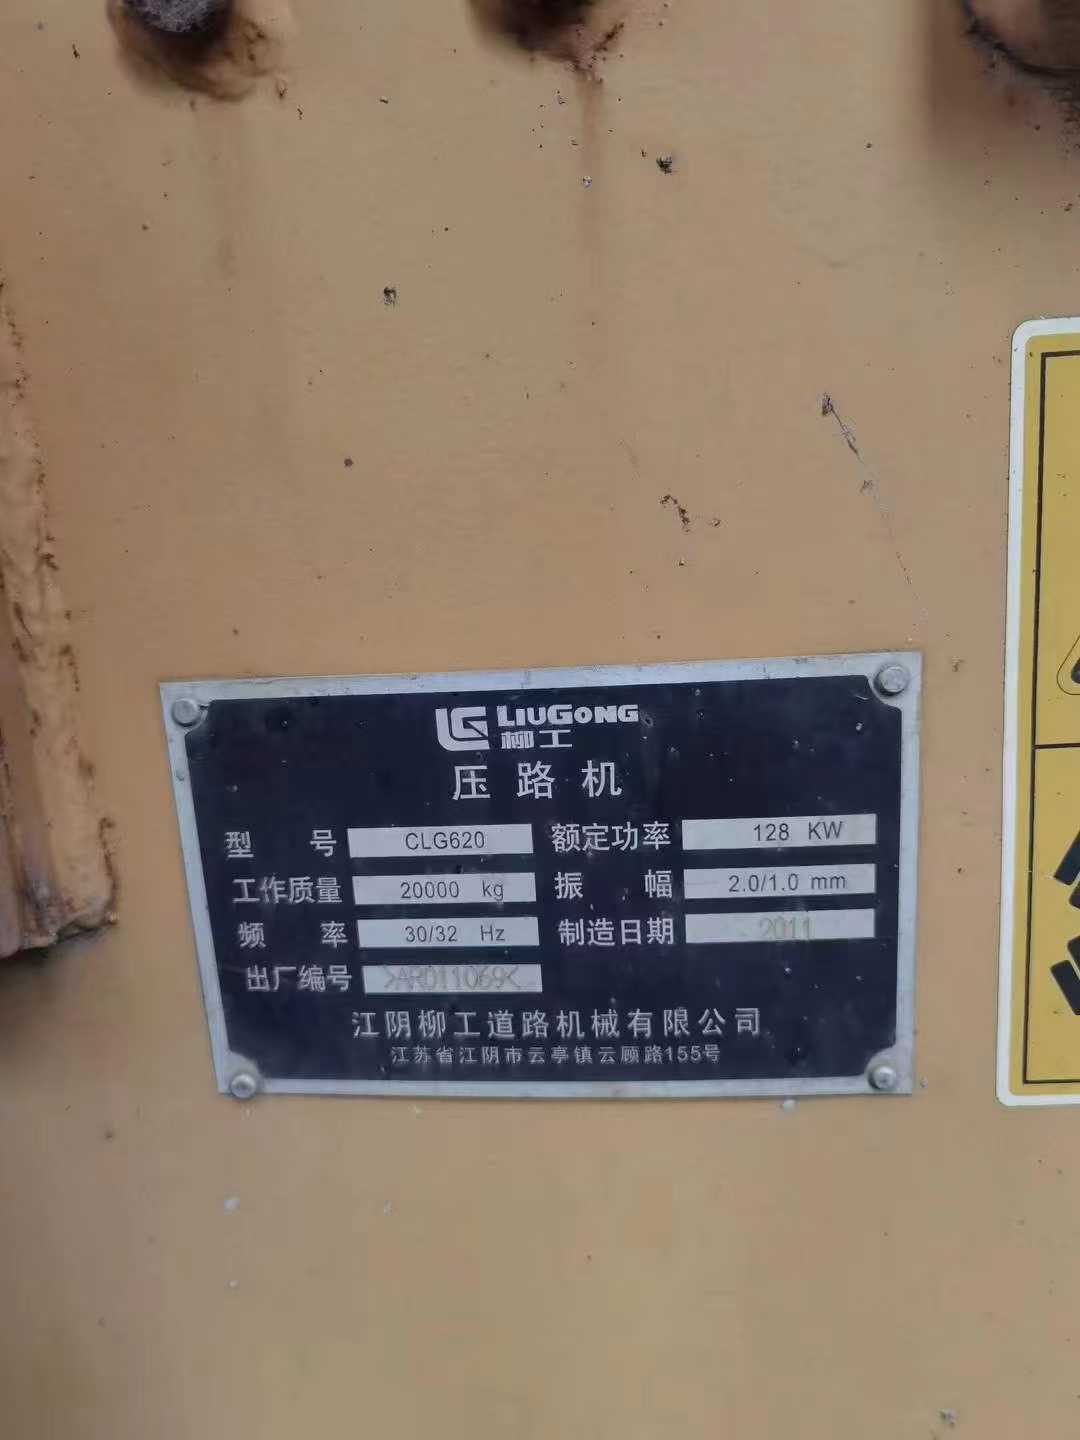 LG LIUGONG
柳工
压路机
型号 CLG620 额定功率 128 KW
工作质量 20000 kg 振幅 2.0/1.0 mm
频率 30/32 Hz 制造日期 2011
出厂编号 >AR011069<
江阴柳工道路机械有限公司
江苏省江阴市云亭镇云顾路155号